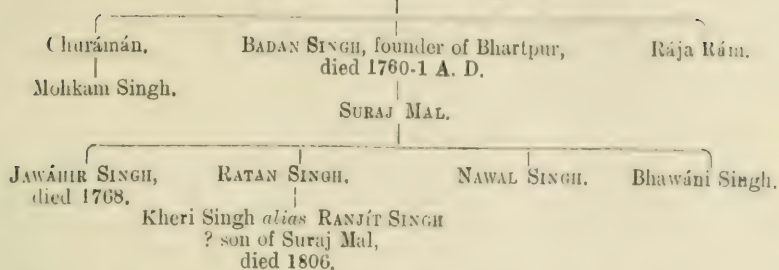 Churámán.
BADAN SINGH, founder of Bhartpur,
died 1760-1 A. D.
Rája Rám.
Mohkam Singh.
SURAJ MAL.
JAWÁHIR SINGH,
died 1768.
RATAN SINGH.
NAWAL SINGH.
Bhawáni Singh.
Kheri Singh alias RANJÍT SINGH
? son of Suraj Mal,
died 1806.